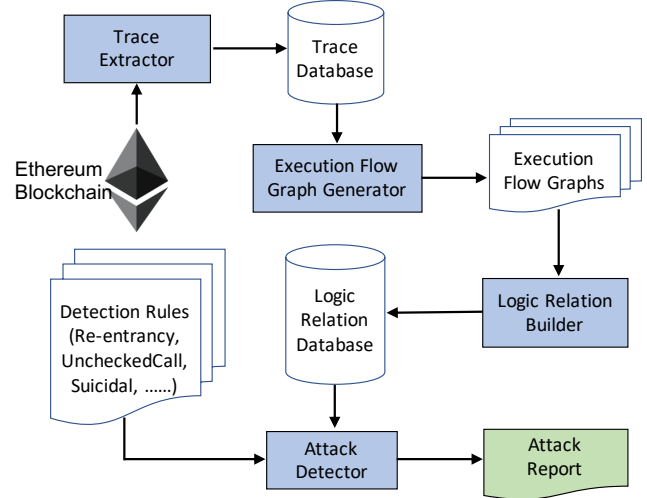 Trace
Extractor
Trace
Database
Ethereum
Blockchain
Execution Flow
Graph Generator
Execution
Flow Graphs
Detection Rules
(Re-entrancy,
UncheckedCall,
Suicidal, ......)
Logic
Relation
Database
Logic Relation
Builder
Attack
Detector
Attack
Report